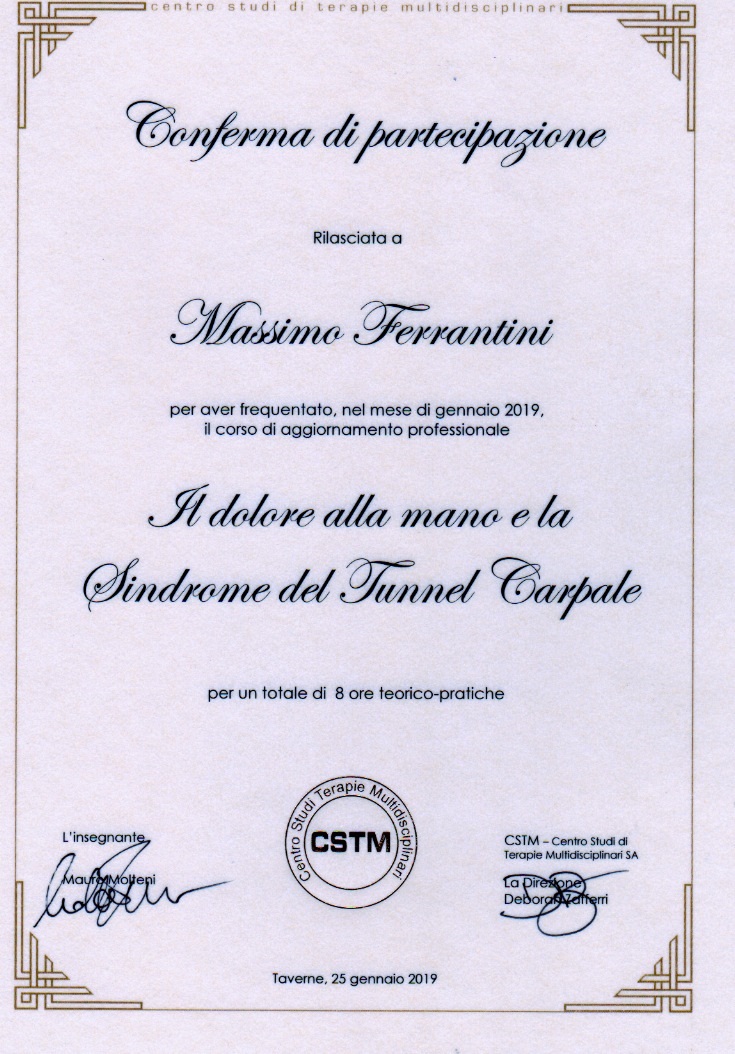 centro studi di terapie multidisciplinari
Conferma di partecipazione
Rilasciata a
Massimo Ferrantini
per aver frequentato, nel mese di gennaio 2019,
il corso di aggiornamento professionale
Il dolore alla mano e la
Sindrome del Tunnel Carpale
per un totale di 8 ore teorico-pratiche
Centro Studi Terapie Multidisciplinari
CSTM
L'insegnante
Mauro Molteni
CSTM – Centro Studi di
Terapie Multidisciplinari SA
La Direzione
Deborah Zafferri
Taverne, 25 gennaio 2019